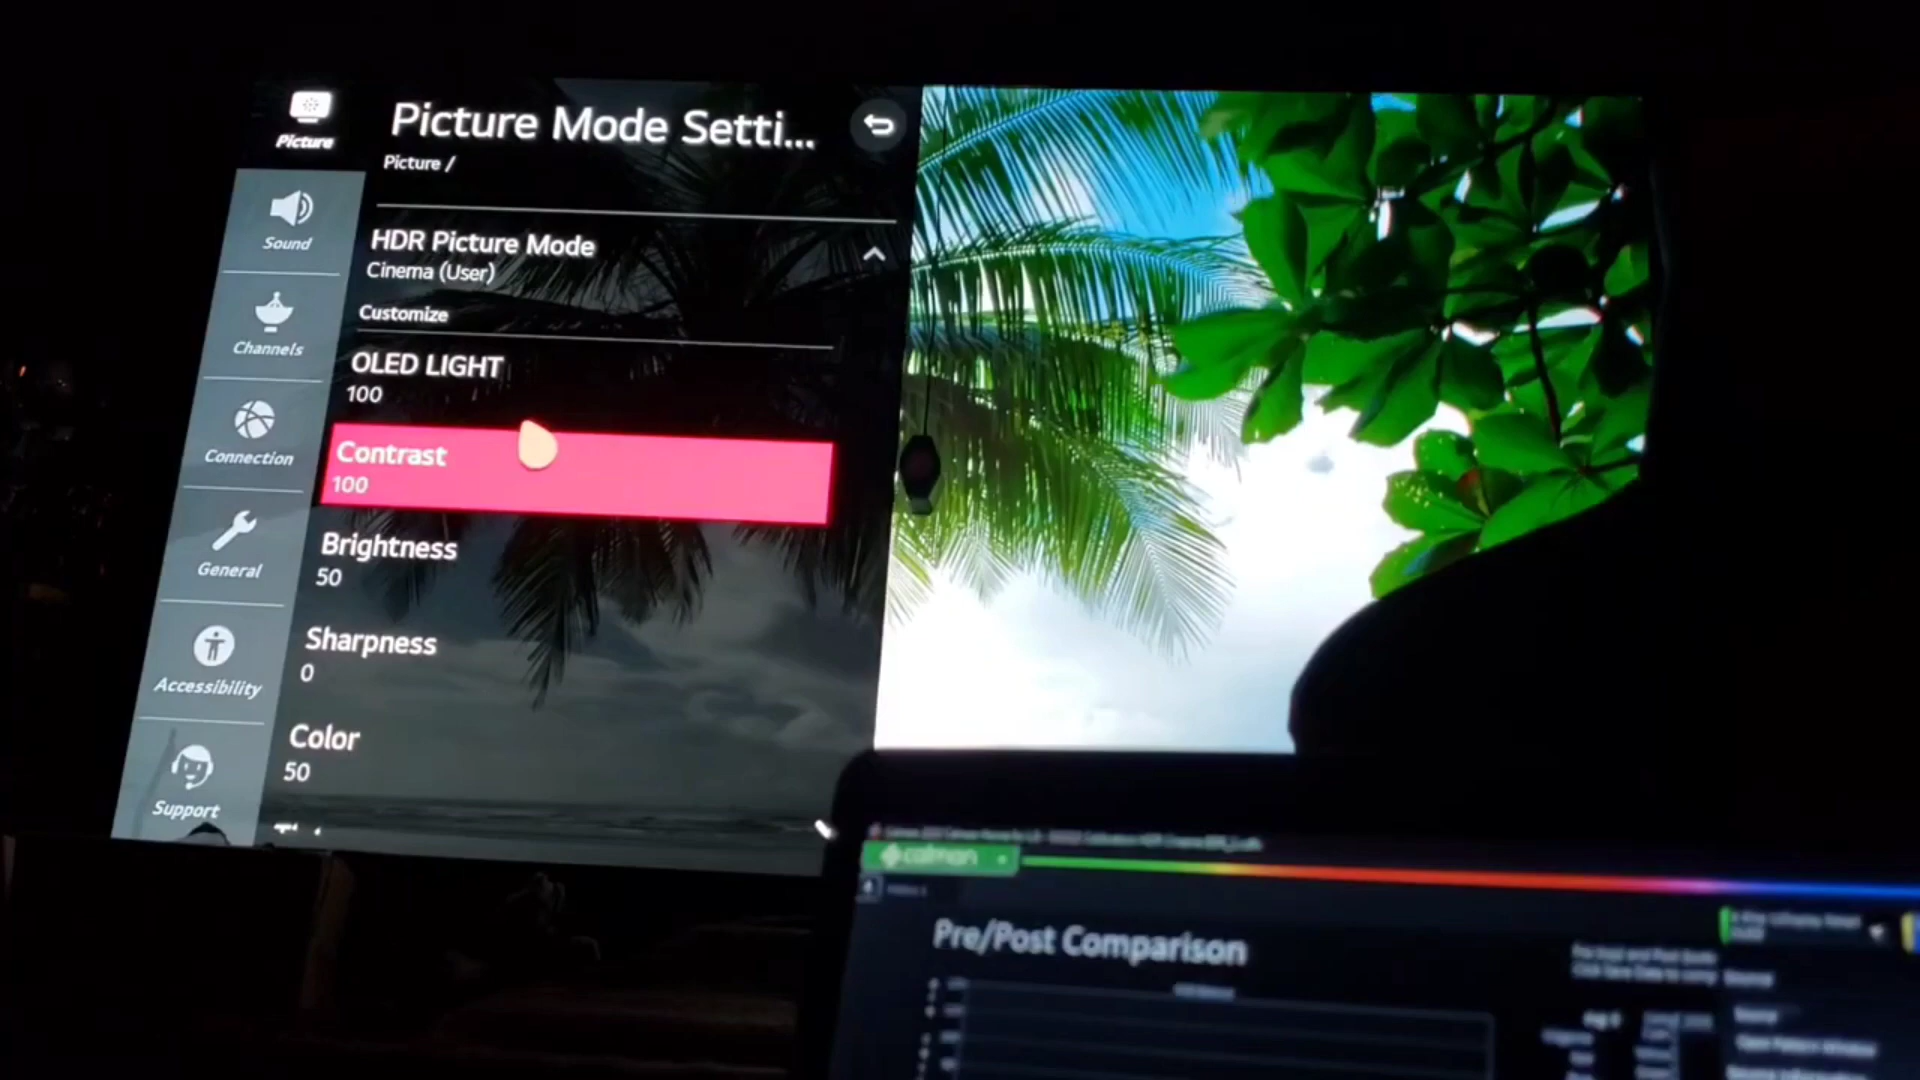 Picture
Picture Mode Setti...
Picture /
Sound
HDR Picture Mode
Cinema (User)
Customize
Channels
OLED LIGHT
100
Connection
Contrast
100
General
Brightness
50
Accessibility
Sharpness
0
Support
Color
50
calman
Pre/Post Comparison